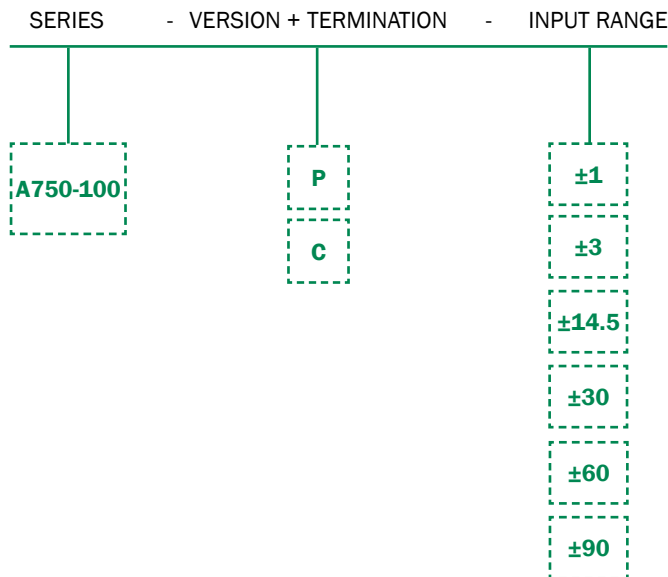 SERIES - VERSION + TERMINATION - INPUT RANGE
A750-100
P
C
±1
±3
±14.5
±30
±60
±90